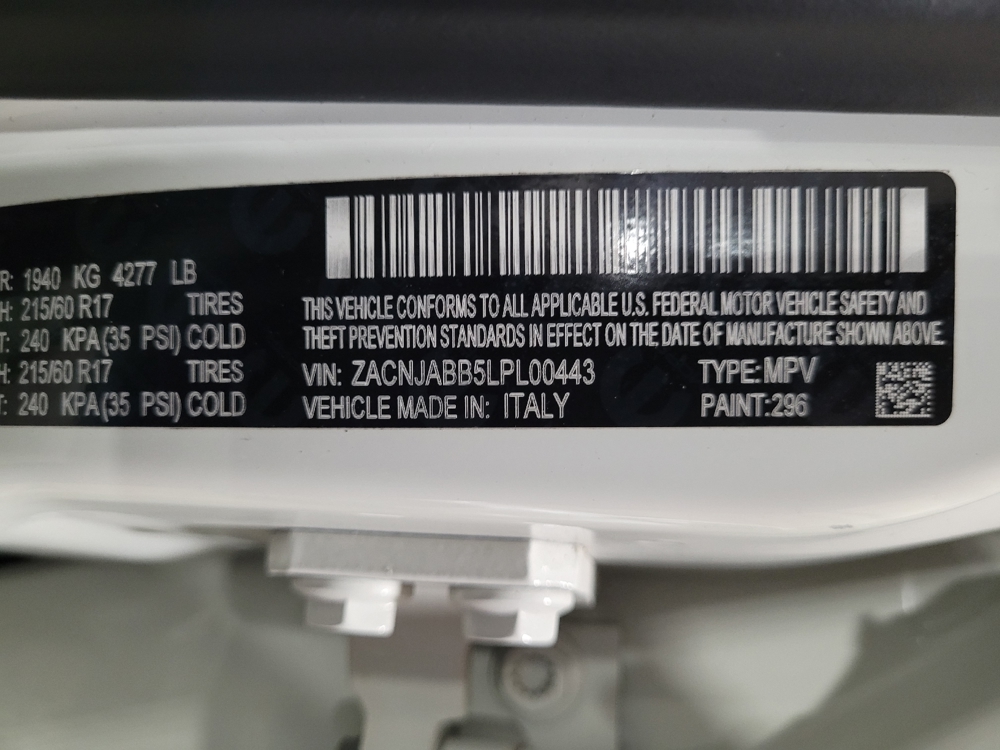 R: 1940 KG 4277 LB
H: 215/60 R17 TIRES
T: 240 KPA(35 PSI) COLD
H: 215/60 R17 TIRES
T: 240 KPA(35 PSI) COLD
THIS VEHICLE CONFORMS TO ALL APPLICABLE U.S. FEDERAL MOTOR VEHICLE SAFETY AND
THEFT PREVENTION STANDARDS IN EFFECT ON THE DATE OF MANUFACTURE SHOWN ABOVE.
VIN: ZACNJABB5LPL00443 TYPE: MPV
VEHICLE MADE IN: ITALY PAINT:296